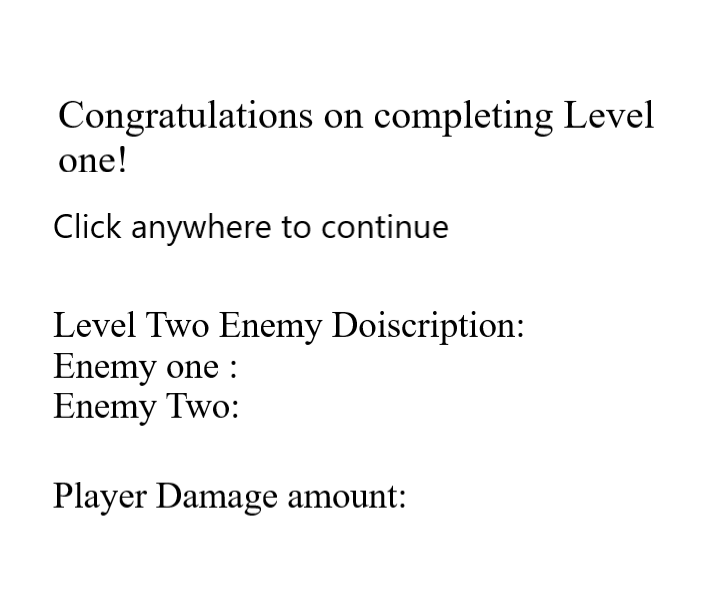 Congratulations on completing Level
one!
Click anywhere to continue
Level Two Enemy Doiscription:
Enemy one :
Enemy Two:
Player Damage amount: